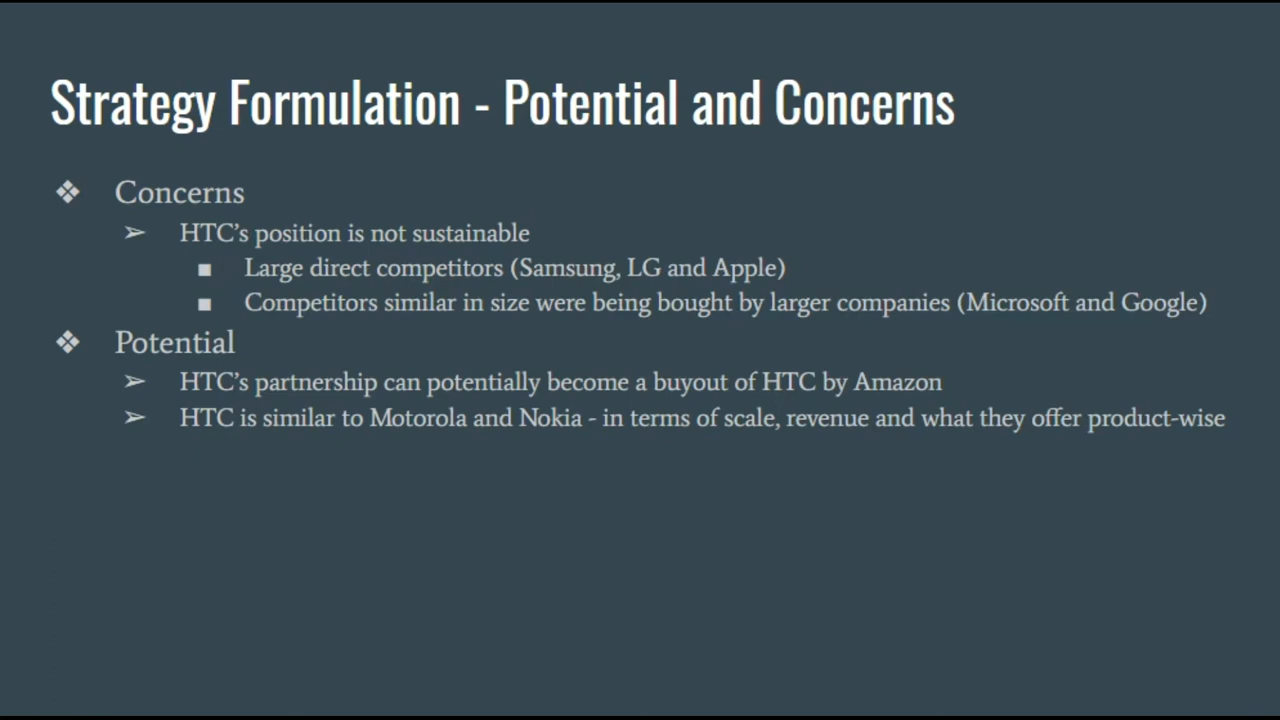 Strategy Formulation - Potential and Concerns
❖ Concerns
➢ HTC’s position is not sustainable
■ Large direct competitors (Samsung, LG and Apple)
■ Competitors similar in size were being bought by larger companies (Microsoft and Google)
❖ Potential
➢ HTC’s partnership can potentially become a buyout of HTC by Amazon
➢ HTC is similar to Motorola and Nokia - in terms of scale, revenue and what they offer product-wise